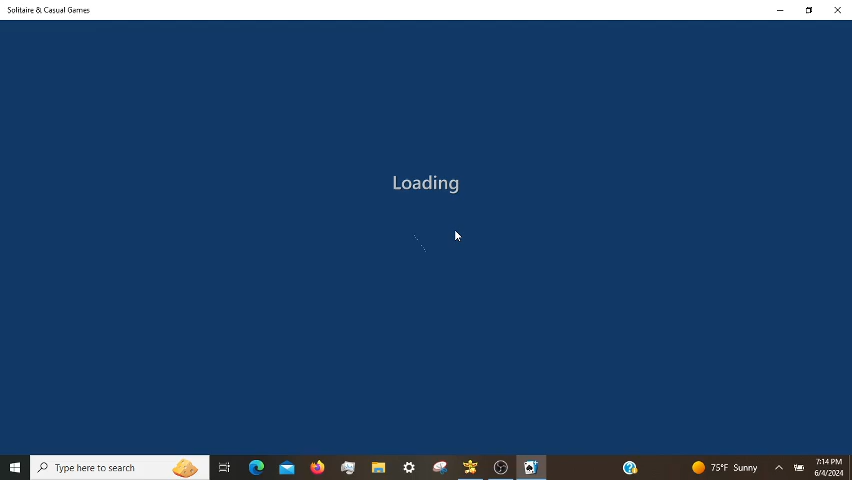 Solitaire & Casual Games
Loading
Type here to search
75°F Sunny
7:14 PM
6/4/2024